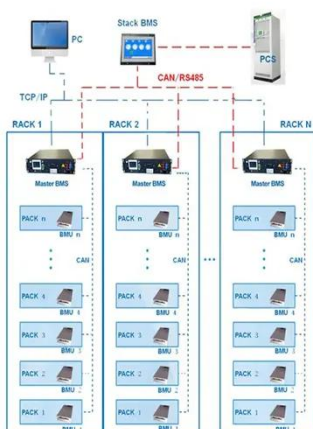 PC
Stack BMS
PCS
CAN/RS485
TCP/IP
RACK 1
RACK 2
RACK N
Master BMS
Master BMS
Master BMS
PACK n
BMU n
PACK n
BMU n
PACK n
BMU n
CAN
CAN
CAN
PACK 4
BMU 4
PACK 4
BMU 4
PACK 4
BMU 4
PACK 3
BMU 3
PACK 3
BMU 3
PACK 3
BMU 3
PACK 2
BMU 2
PACK 2
BMU 2
PACK 2
BMU 2
PACK 1
PACK 1
PACK 1